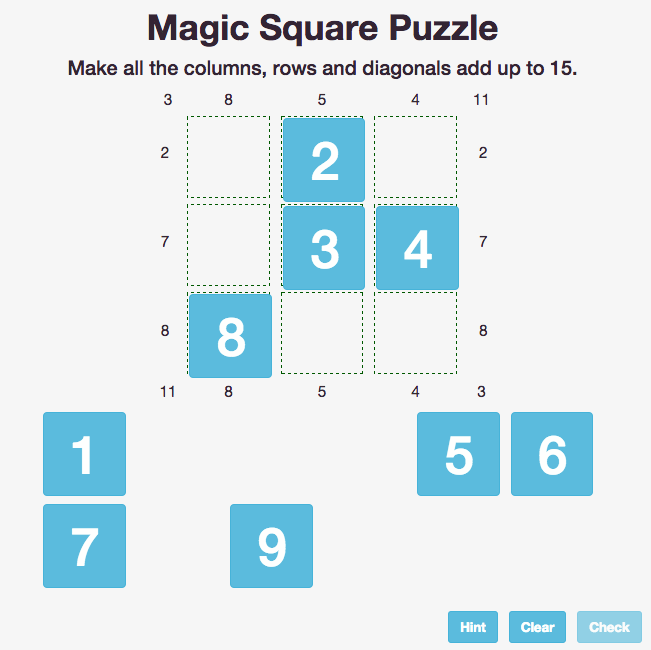 Magic Square Puzzle
Make all the columns, rows and diagonals add up to 15.
3 8 5 4 11
2 2 2
7 3 4 7
8 8 8
11 8 5 4 3
1 5 6
7 9
Hint Clear Check